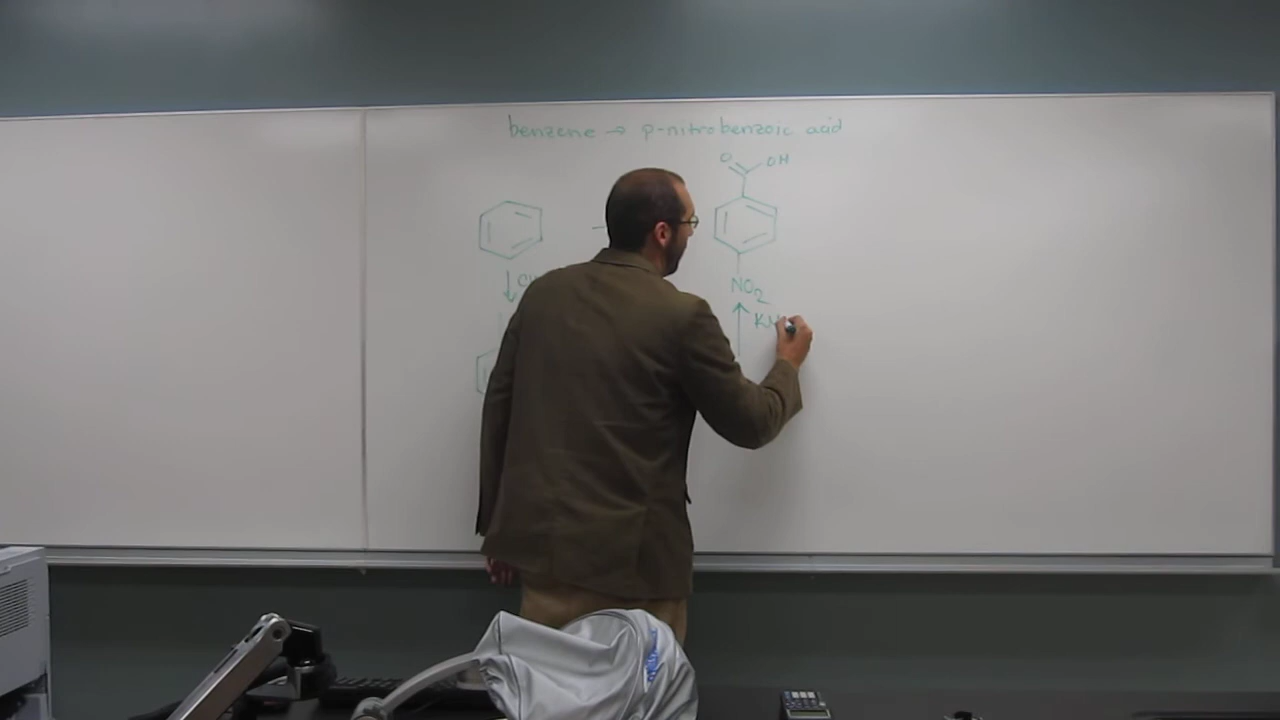 benzene → p-nitrobenzoic acid
O OH
NO2